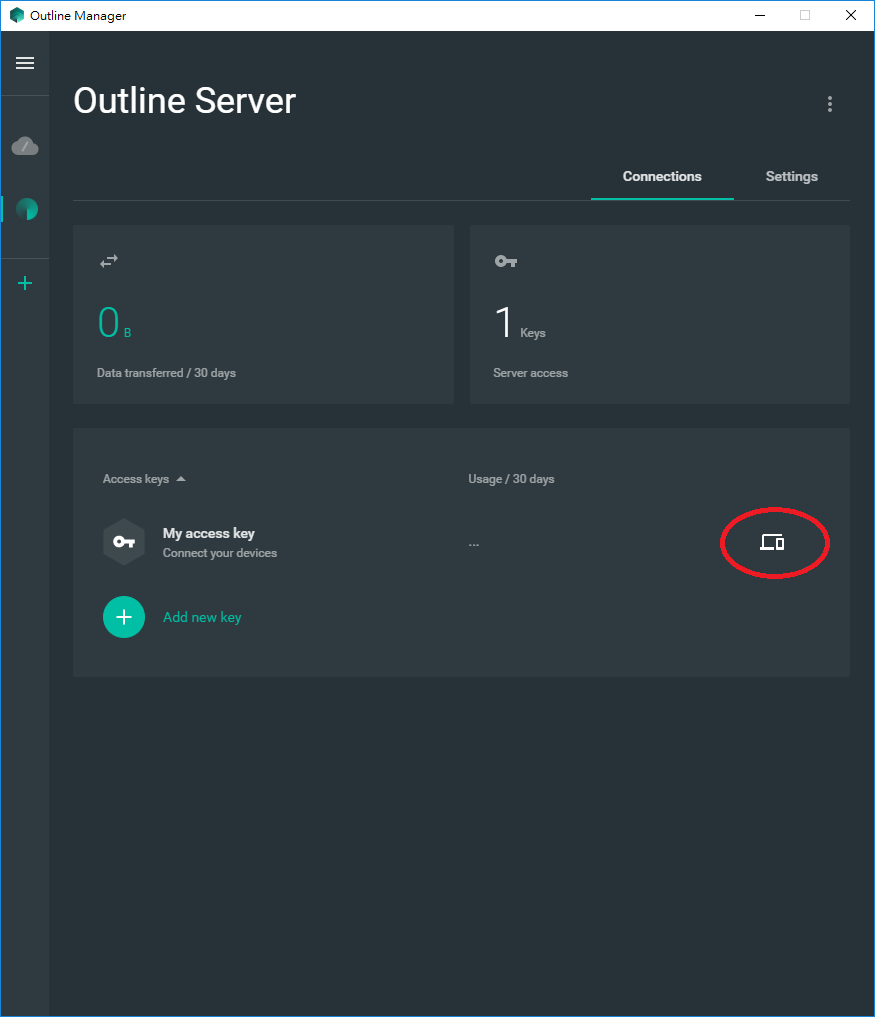 Outline Manager
Outline Server
Connections Settings
0 B
Data transferred / 30 days
1 Keys
Server access
Access keys Usage / 30 days
My access key
Connect your devices
...
Add new key